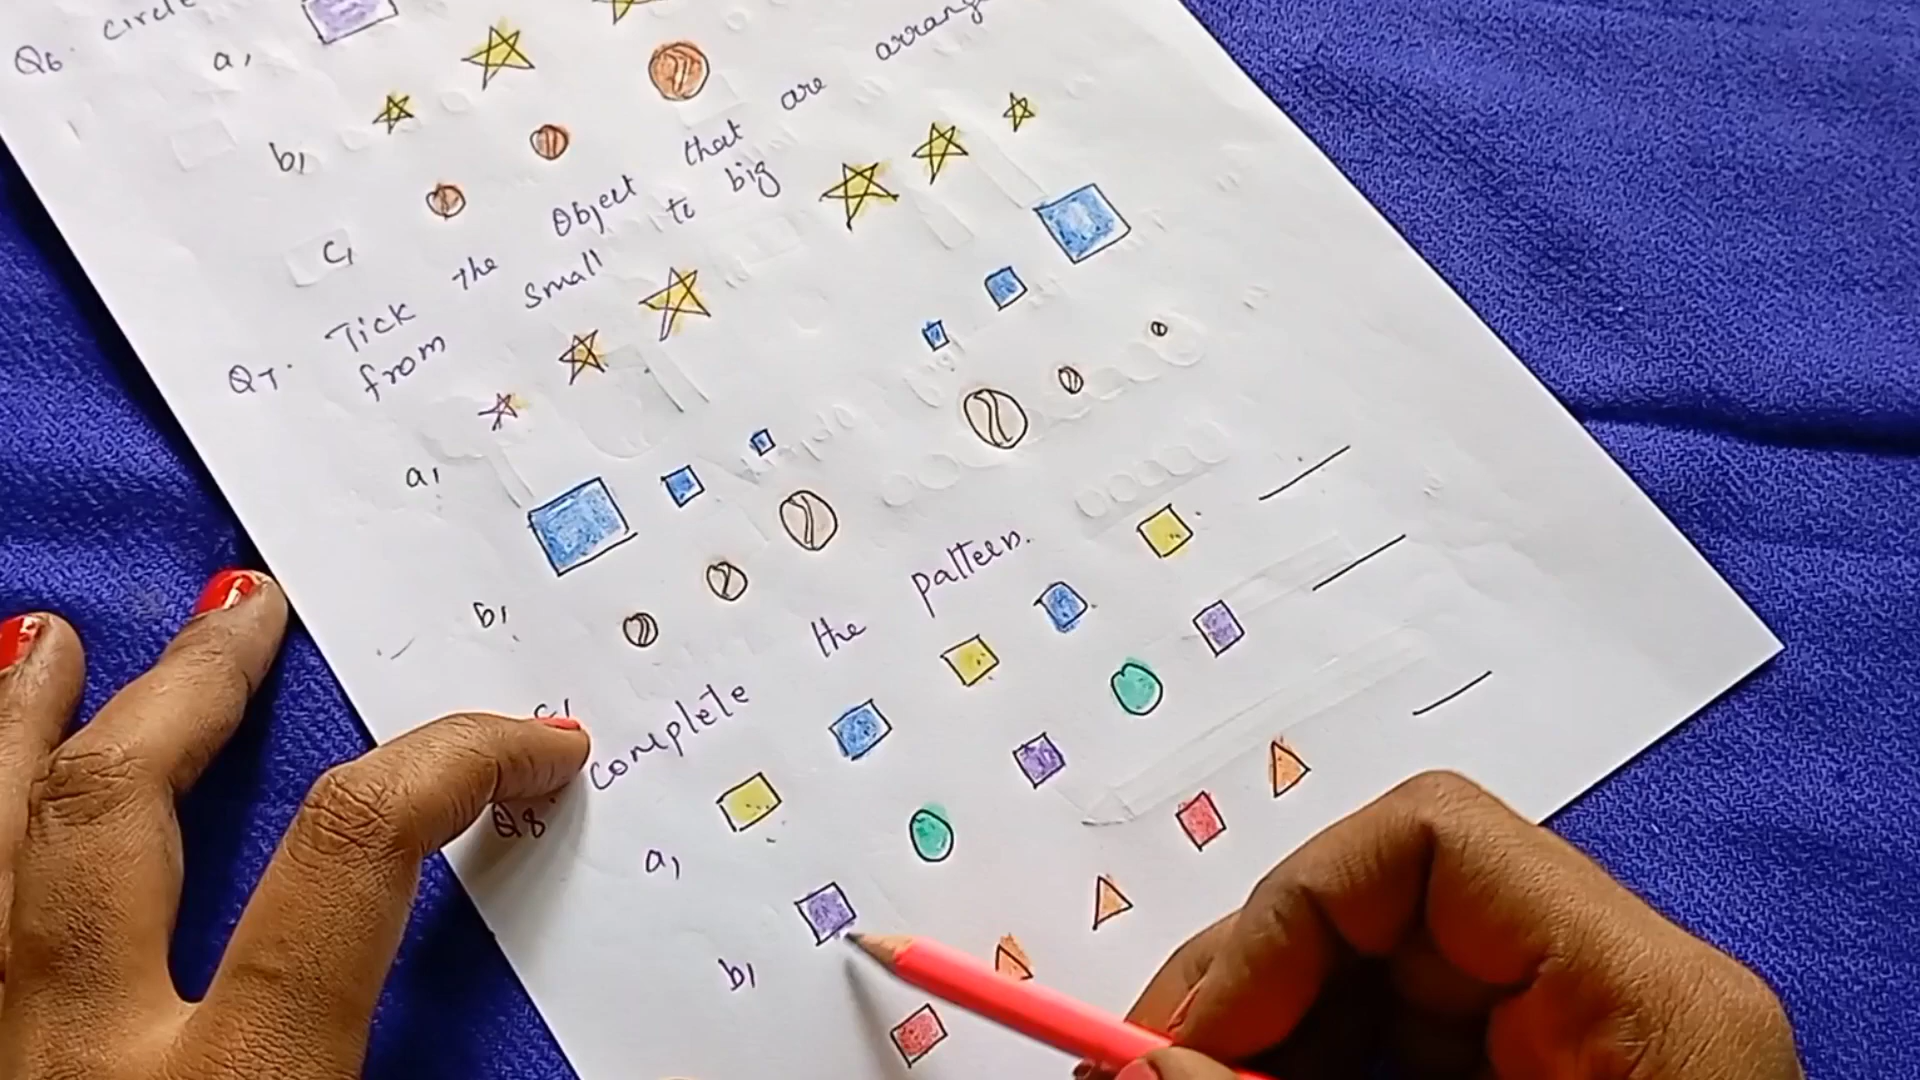 Q6. Circle
a,
b,
c,
Q7. Tick the Object that are arrang
from small to big
a,
b,
c,
Q8. Complete the pattern.
a,
b,